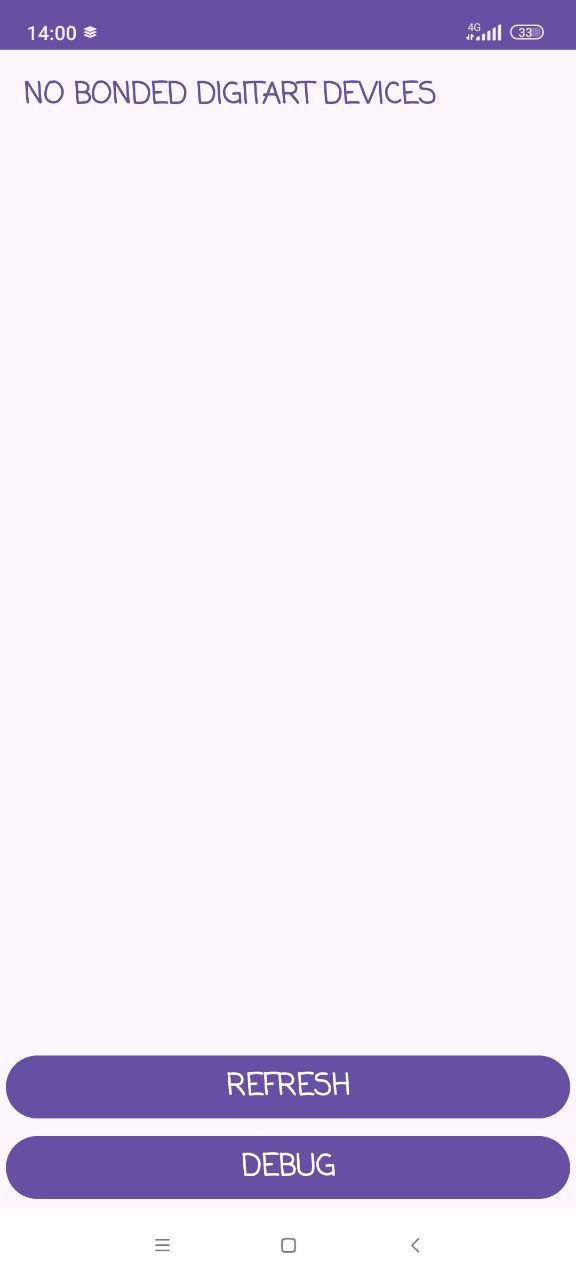 14:00
4G
33
NO BONDED DIGITART DEVICES
REFRESH
DEBUG